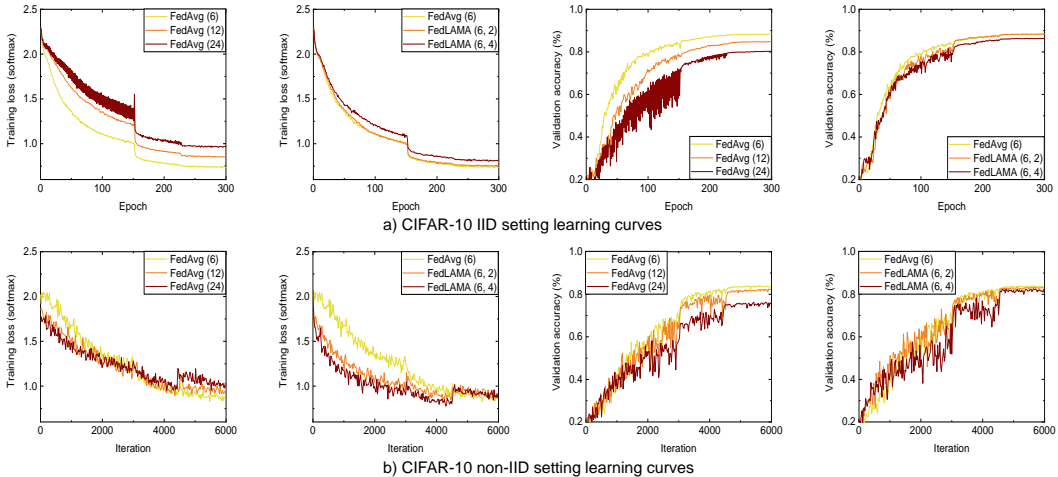 2.5
2.0
1.5
1.0
Training loss (softmax)
FedAvg (6)
FedAvg (12)
FedAvg (24)
0
100
200
300
Epoch
2.5
2.0
1.5
1.0
Training loss (softmax)
FedAvg (6)
FedLAMA (6, 2)
FedLAMA (6, 4)
0
100
200
300
Epoch
1.0
0.8
0.6
0.4
0.2
Validation accuracy (%)
FedAvg (6)
FedAvg (12)
FedAvg (24)
0
100
200
300
Epoch
1.0
0.8
0.6
0.4
0.2
Validation accuracy (%)
FedAvg (6)
FedLAMA (6, 2)
FedLAMA (6, 4)
0
100
200
300
Epoch
a) CIFAR-10 IID setting learning curves
2.5
2.0
1.5
1.0
Training loss (softmax)
FedAvg (6)
FedAvg (12)
FedAvg (24)
0
2000
4000
6000
Iteration
2.5
2.0
1.5
1.0
Training loss (softmax)
FedAvg (6)
FedLAMA (6, 2)
FedLAMA (6, 4)
0
2000
4000
6000
Iteration
1.0
0.8
0.6
0.4
0.2
Validation accuracy (%)
FedAvg (6)
FedAvg (12)
FedAvg (24)
0
2000
4000
6000
Iteration
1.0
0.8
0.6
0.4
0.2
Validation accuracy (%)
FedAvg (6)
FedLAMA (6, 2)
FedLAMA (6, 4)
0
2000
4000
6000
Iteration
b) CIFAR-10 non-IID setting learning curves